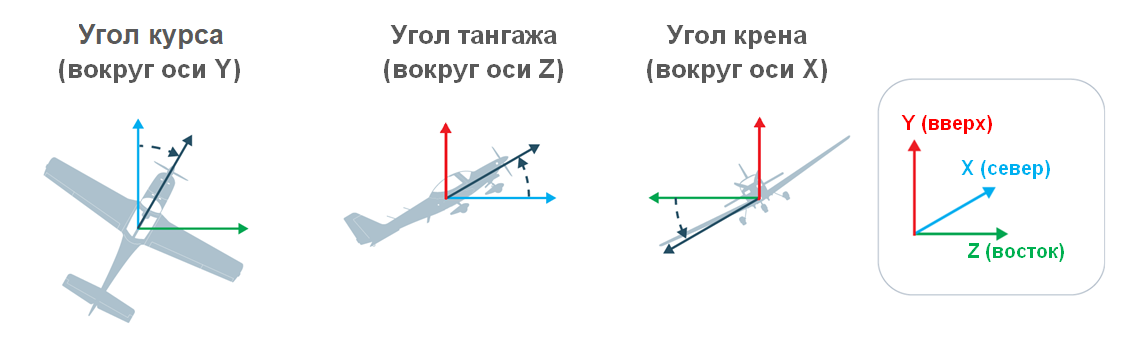 Угол курса
(вокруг оси Y)
Угол тангажа
(вокруг оси Z)
Угол крена
(вокруг оси X)
Y (вверх)
X (север)
Z (восток)